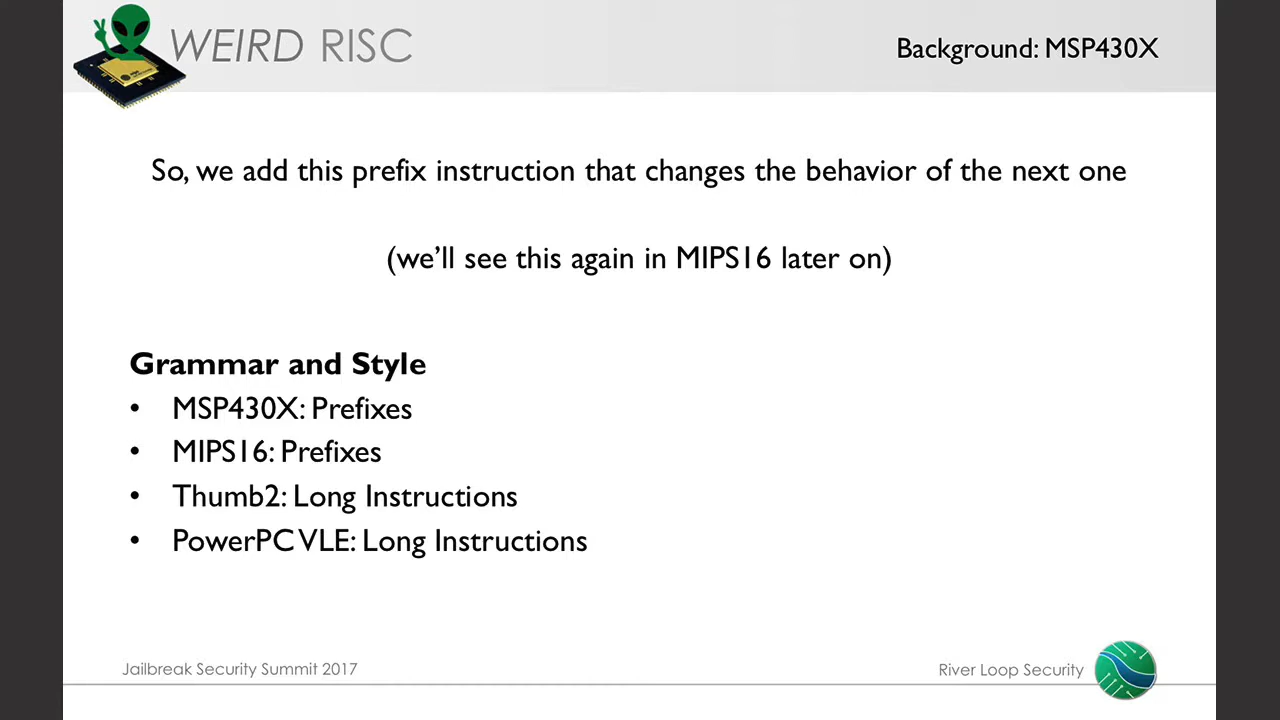 WEIRD RISC
Background: MSP430X
So, we add this prefix instruction that changes the behavior of the next one
(we'll see this again in MIPS16 later on)
Grammar and Style
• MSP430X: Prefixes
• MIPS16: Prefixes
• Thumb2: Long Instructions
• PowerPC VLE: Long Instructions
Jailbreak Security Summit 2017
River Loop Security